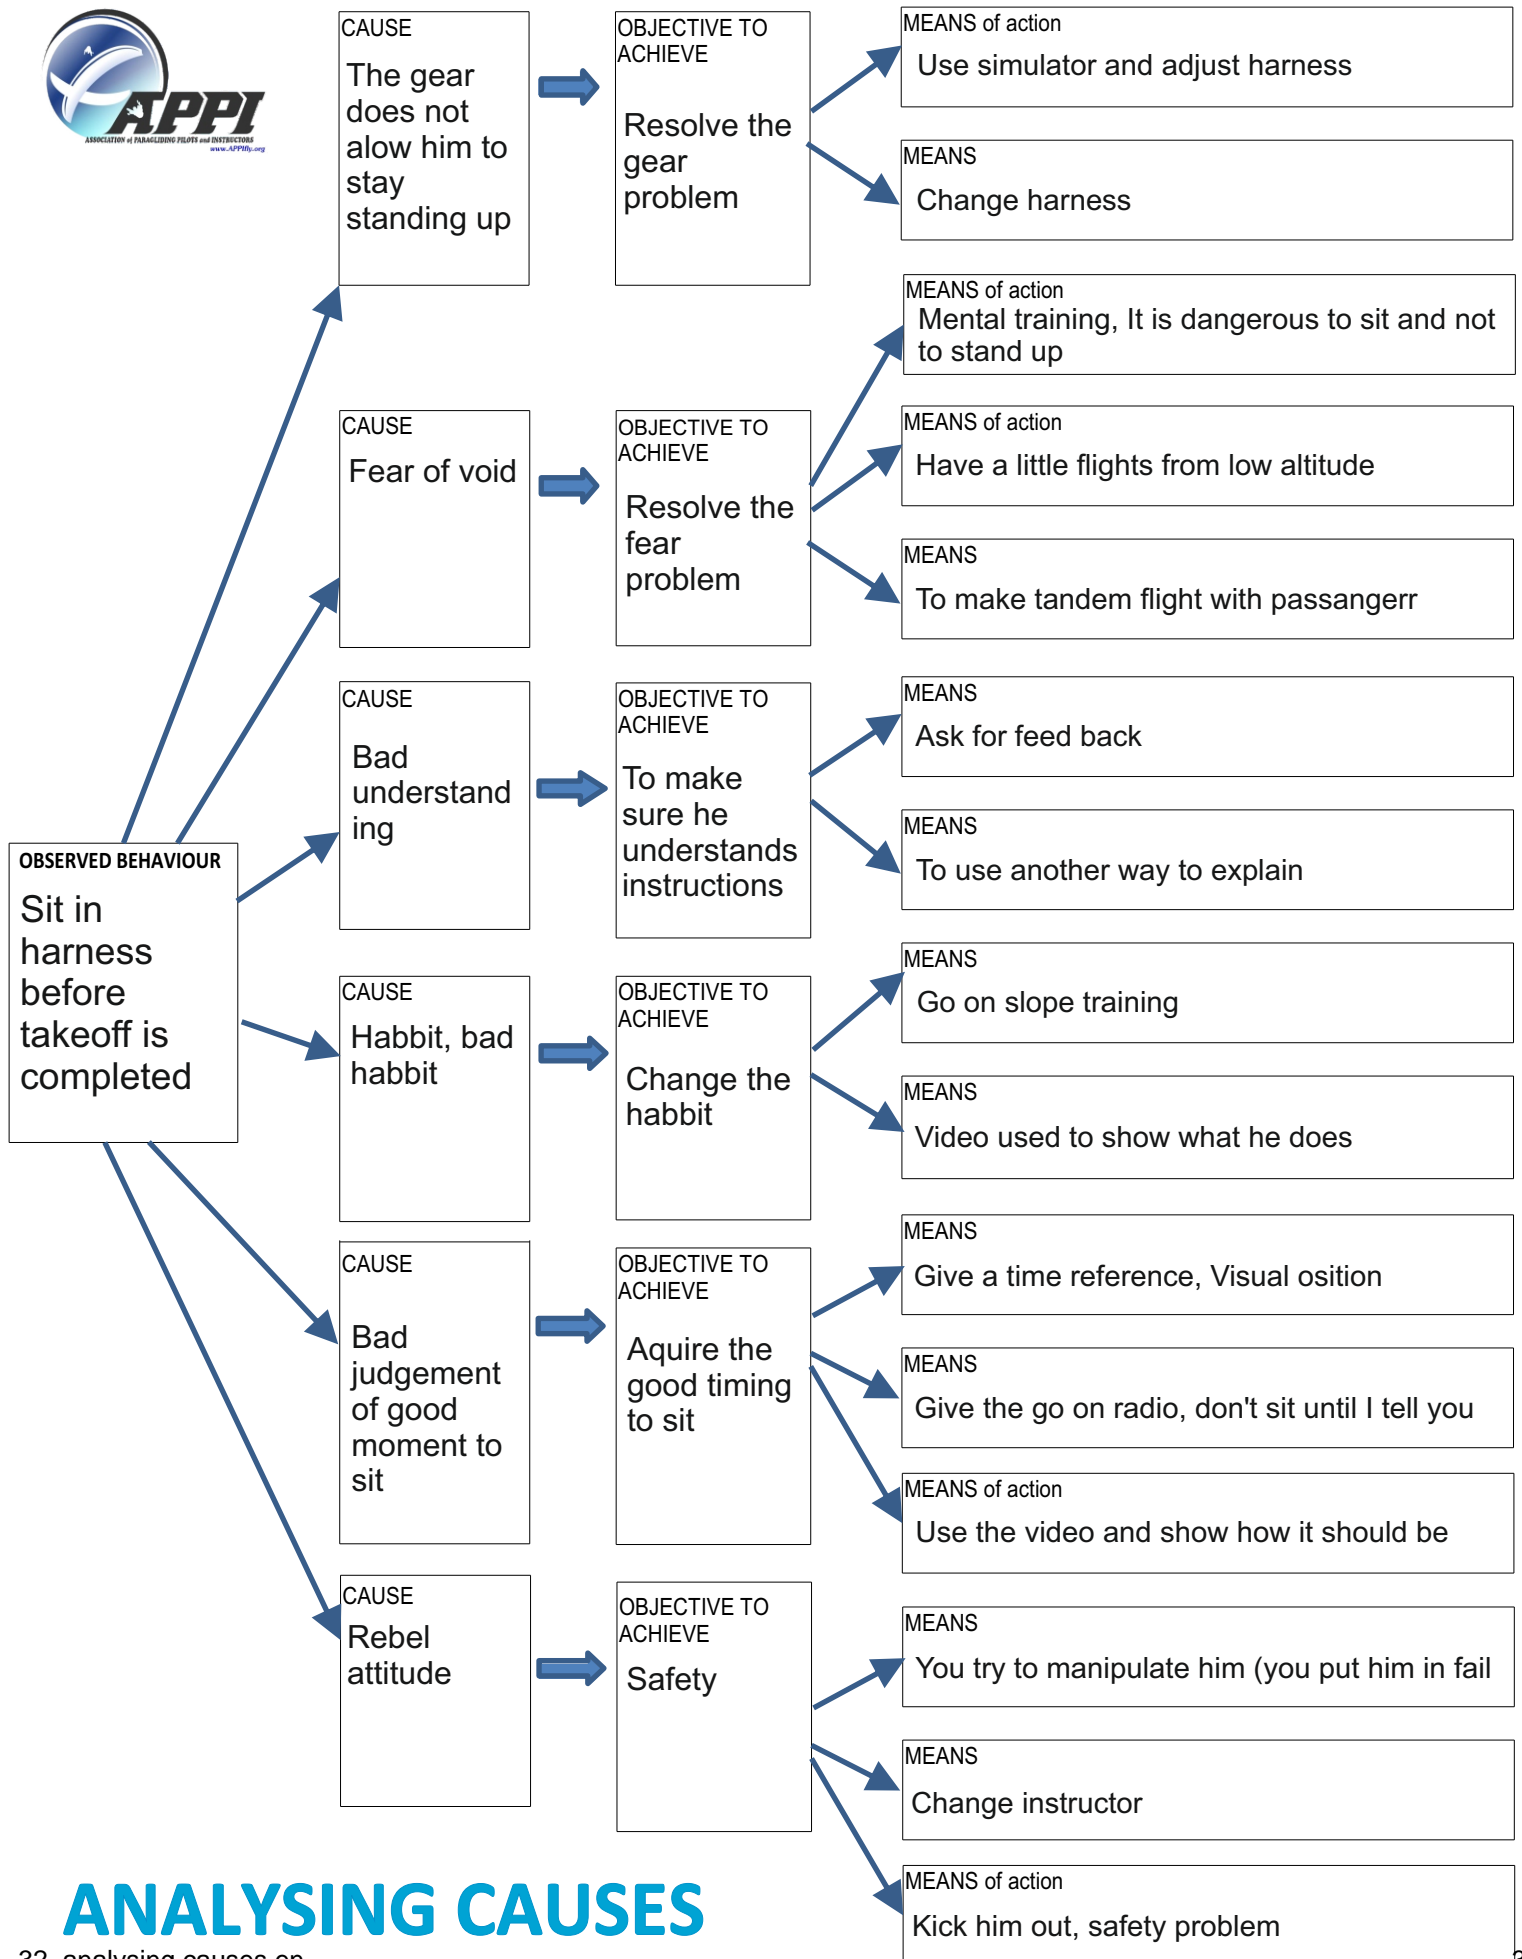 APPI
ASSOCIATION of PARAGLIDING PILOTS and INSTRUCTORS
www.APPIfly.org
CAUSE
The gear
does not
alow him to
stay
standing up
OBJECTIVE TO
ACHIEVE
Resolve the
gear
problem
MEANS of action
Use simulator and adjust harness
MEANS
Change harness
CAUSE
Fear of void
OBJECTIVE TO
ACHIEVE
Resolve the
fear
problem
MEANS of action
Mental training, It is dangerous to sit and not
to stand up
MEANS of action
Have a little flights from low altitude
MEANS
To make tandem flight with passangerr
CAUSE
Bad
understand
ing
OBJECTIVE TO
ACHIEVE
To make
sure he
understands
instructions
MEANS
Ask for feed back
MEANS
To use another way to explain
OBSERVED BEHAVIOUR
Sit in
harness
before
takeoff is
completed
CAUSE
Habbit, bad
habbit
OBJECTIVE TO
ACHIEVE
Change the
habbit
MEANS
Go on slope training
MEANS
Video used to show what he does
CAUSE
Bad
judgement
of good
moment to
sit
OBJECTIVE TO
ACHIEVE
Aquire the
good timing
to sit
MEANS
Give a time reference, Visual osition
MEANS
Give the go on radio, don't sit until I tell you
MEANS of action
Use the video and show how it should be
CAUSE
Rebel
attitude
OBJECTIVE TO
ACHIEVE
Safety
MEANS
You try to manipulate him (you put him in fail
MEANS
Change instructor
MEANS of action
Kick him out, safety problem
ANALYSING CAUSES
32 analysing causes en